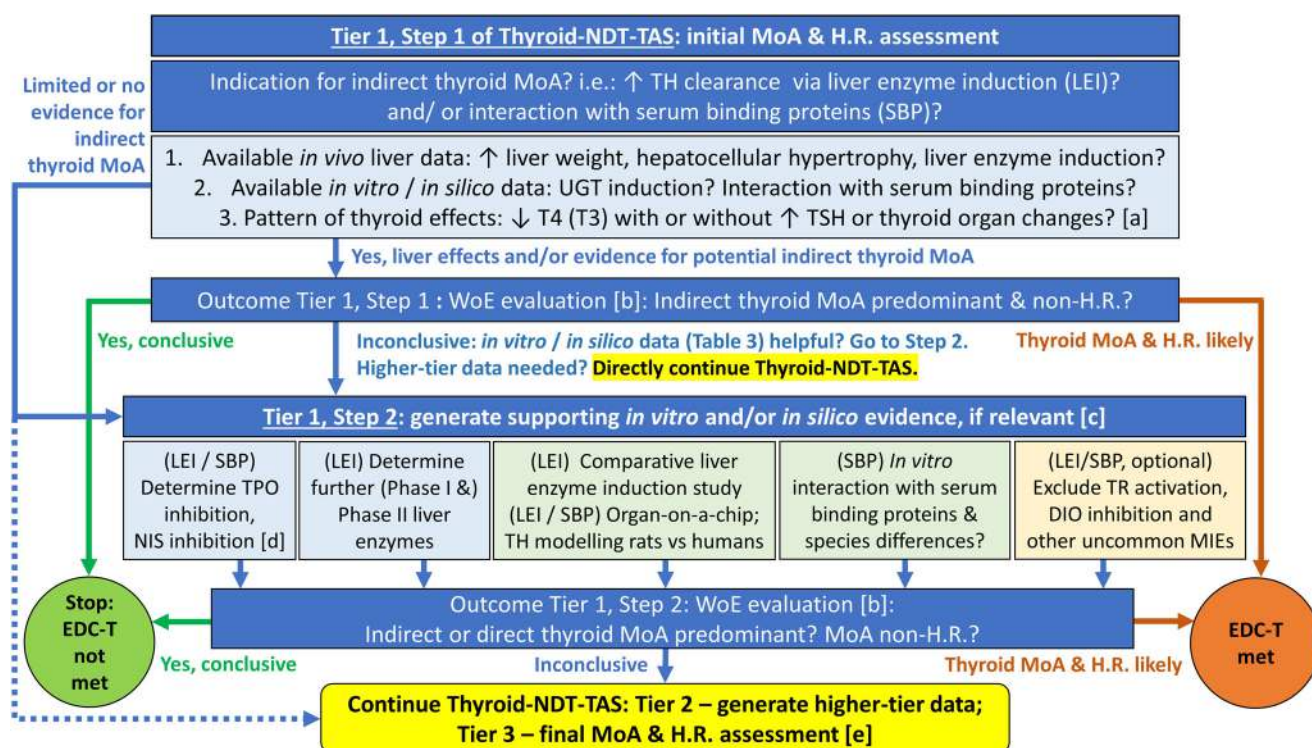 Tier 1, Step 1 of Thyroid-NDT-TAS: initial MoA & H.R. assessment
Limited or no
evidence for
indirect
thyroid MoA
Indication for indirect thyroid MoA? i.e.: ↑ TH clearance via liver enzyme induction (LEI)?
and/ or interaction with serum binding proteins (SBP)?
1. Available in vivo liver data: ↑ liver weight, hepatocellular hypertrophy, liver enzyme induction?
2. Available in vitro / in silico data: UGT induction? Interaction with serum binding proteins?
3. Pattern of thyroid effects: ↓ T4 (T3) with or without ↑ TSH or thyroid organ changes? [a]
Yes, liver effects and/or evidence for potential indirect thyroid MoA
Outcome Tier 1, Step 1 : WoE evaluation [b]: Indirect thyroid MoA predominant & non-H.R.?
Yes, conclusive
Inconclusive: in vitro / in silico data (Table 3) helpful? Go to Step 2.
Higher-tier data needed? Directly continue Thyroid-NDT-TAS.
Thyroid MoA & H.R. likely
Tier 1, Step 2: generate supporting in vitro and/or in silico evidence, if relevant [c]
(LEI / SBP)
Determine TPO
inhibition,
NIS inhibition [d]
(LEI) Determine
further (Phase I &)
Phase II liver
enzymes
(LEI) Comparative liver
enzyme induction study
(LEI / SBP) Organ-on-a-chip;
TH modelling rats vs humans
(SBP) In vitro
interaction with serum
binding proteins &
species differences?
(LEI/SBP, optional)
Exclude TR activation,
DIO inhibition and
other uncommon MIEs
Stop:
EDC-T
not
met
Outcome Tier 1, Step 2: WoE evaluation [b]:
Indirect or direct thyroid MoA predominant? MoA non-H.R.?
EDC-T
met
Yes, conclusive
Inconclusive
Thyroid MoA & H.R. likely
Continue Thyroid-NDT-TAS: Tier 2 – generate higher-tier data;
Tier 3 – final MoA & H.R. assessment [e]